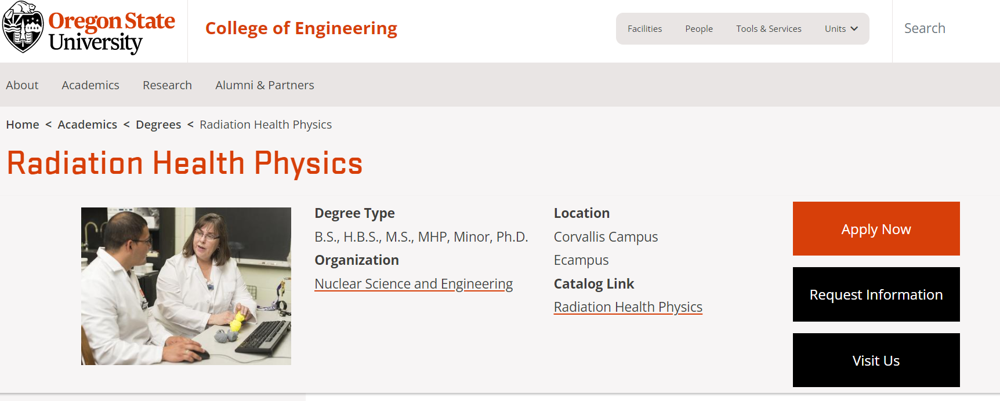 1868
Oregon State
University
College of Engineering
Facilities
People
Tools & Services
Units
Search
About
Academics
Research
Alumni & Partners
Home < Academics < Degrees < Radiation Health Physics
Radiation Health Physics
Degree Type
B.S., H.B.S., M.S., MHP, Minor, Ph.D.
Organization
Nuclear Science and Engineering
Location
Corvallis Campus
Ecampus
Catalog Link
Radiation Health Physics
Apply Now
Request Information
Visit Us